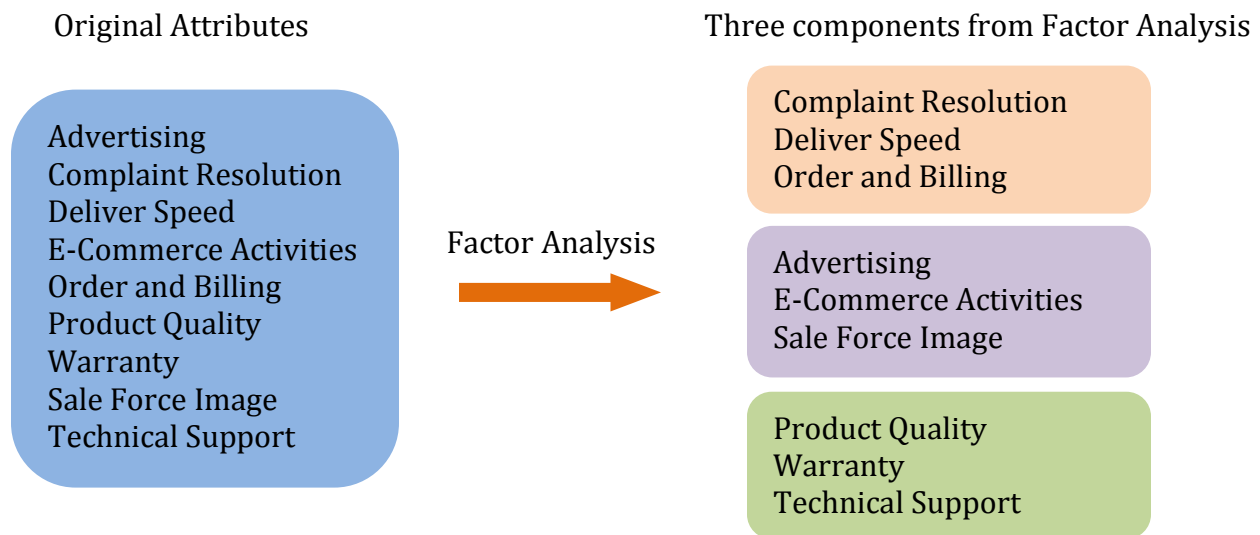 Original Attributes
Three components from Factor Analysis
Advertising
Complaint Resolution
Deliver Speed
E-Commerce Activities
Order and Billing
Product Quality
Warranty
Sale Force Image
Technical Support
Factor Analysis
Complaint Resolution
Deliver Speed
Order and Billing
Advertising
E-Commerce Activities
Sale Force Image
Product Quality
Warranty
Technical Support